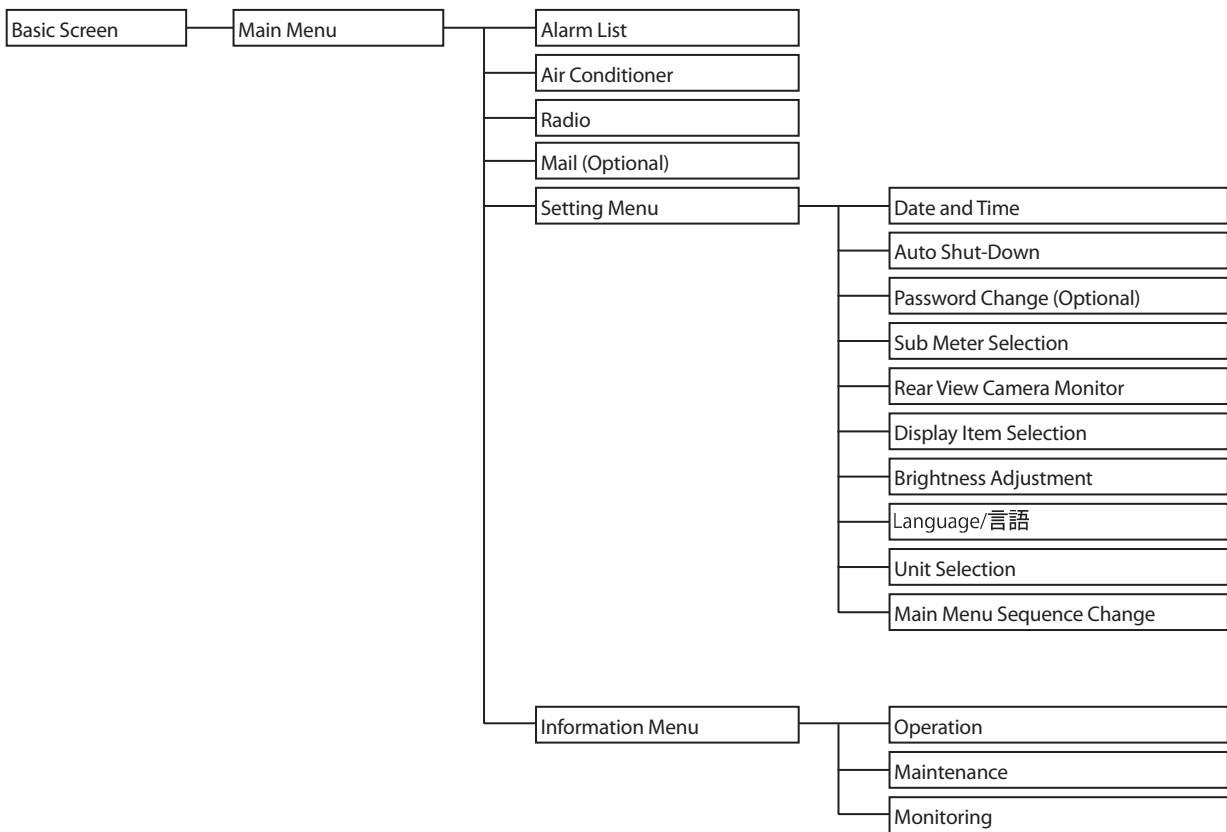 Basic Screen
Main Menu
Alarm List
Air Conditioner
Radio
Mail (Optional)
Setting Menu
Date and Time
Auto Shut-Down
Password Change (Optional)
Sub Meter Selection
Rear View Camera Monitor
Display Item Selection
Brightness Adjustment
Language/言語
Unit Selection
Main Menu Sequence Change
Information Menu
Operation
Maintenance
Monitoring